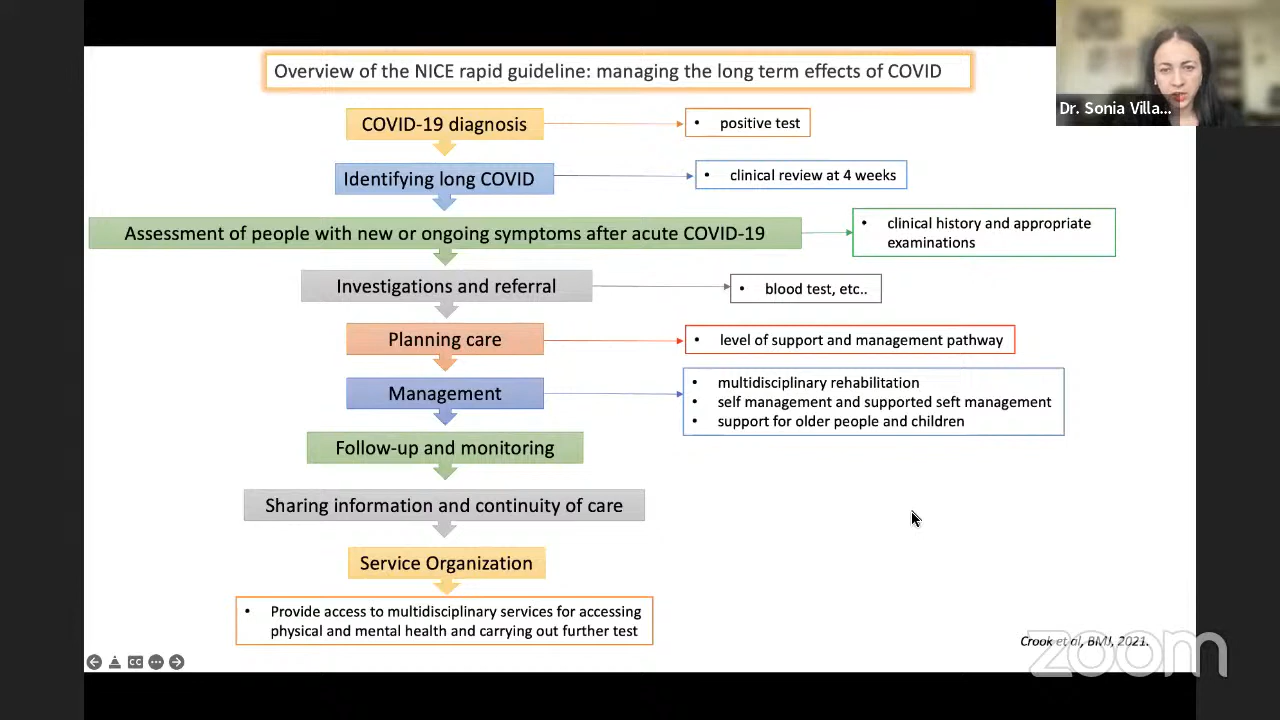 Overview of the NICE rapid guideline: managing the long term effects of COVID
Dr. Sonia Villa...
COVID-19 diagnosis
• positive test
Identifying long COVID
• clinical review at 4 weeks
Assessment of people with new or ongoing symptoms after acute COVID-19
• clinical history and appropriate
examinations
Investigations and referral
• blood test, etc..
Planning care
• level of support and management pathway
Management
• multidisciplinary rehabilitation
• self management and supported seft management
• support for older people and children
Follow-up and monitoring
Sharing information and continuity of care
Service Organization
• Provide access to multidisciplinary services for accessing
physical and mental health and carrying out further test
Crook et al, BMJ, 2021.
zoom
CC